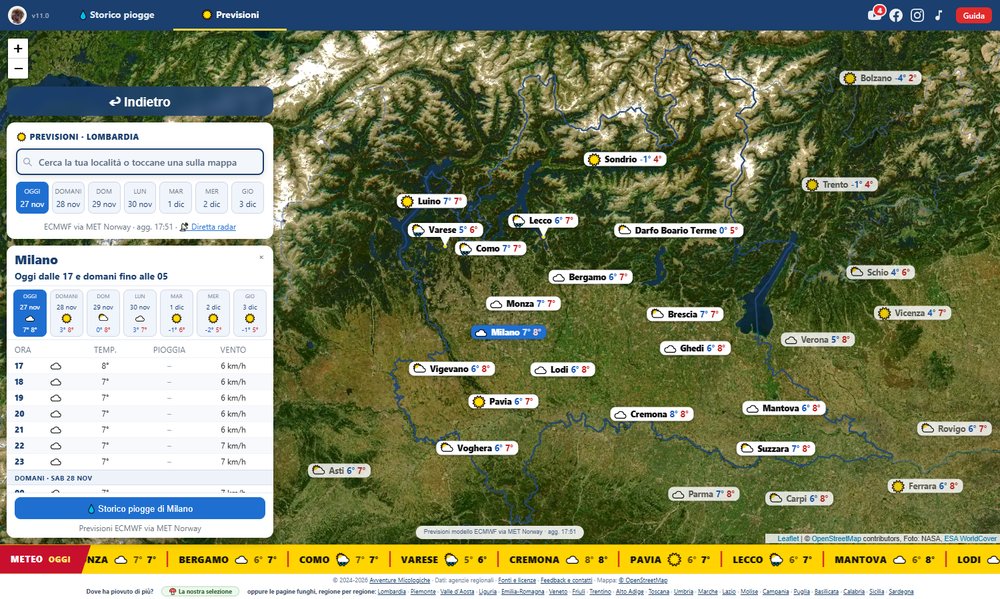 v11.0
Storico piogge
Previsioni
4
Guida
+
−
Indietro
PREVISIONI · LOMBARDIA
Cerca la tua località o toccane una sulla mappa
OGGI DOMANI DOM LUN MAR MER GIO
27 nov 28 nov 29 nov 30 nov 1 dic 2 dic 3 dic
ECMWF via MET Norway · agg. 17:51 · Diretta radar
Milano
×
Oggi dalle 17 e domani fino alle 05
OGGI DOMANI DOM LUN MAR MER GIO
27 nov 28 nov 29 nov 30 nov 1 dic 2 dic 3 dic
7° 8° 3° 8° 0° 8° 3° 7° -1° 6° -2° 5° -1° 5°
ORA TEMP. PIOGGIA VENTO
17 8° – 6 km/h
18 7° – 6 km/h
19 7° – 6 km/h
20 7° – 6 km/h
21 7° – 6 km/h
22 7° – 7 km/h
23 7° – 7 km/h
DOMANI · SAB 28 NOV
Storico piogge di Milano
Previsioni ECMWF via MET Norway
Bolzano -4° 2°
Sondrio -1° 4°
Trento -1° 4°
Luino 7° 7°
Lecco 6° 7°
Varese 5° 6°
Darfo Boario Terme 0° 5°
Como 7° 7°
Schio 4° 6°
Bergamo 6° 7°
Monza 7° 7°
Brescia 7° 7°
Vicenza 4° 7°
Milano 7° 8°
Verona 5° 8°
Ghedi 6° 8°
Vigevano 6° 8°
Lodi 6° 8°
Pavia 6° 7°
Cremona 8° 8°
Mantova 6° 8°
Rovigo 6° 7°
Voghera 6° 7°
Suzzara 7° 8°
Asti 6° 7°
Ferrara 6° 8°
Parma 7° 8°
Carpi 6° 8°
Previsioni modello ECMWF via MET Norway · agg. 17:51
Leaflet | © OpenStreetMap contributors, Foto: NASA, ESA WorldCover
METEO OGGI
NZA 7° 7° BERGAMO 6° 7° COMO 7° 7° VARESE 5° 6° CREMONA 8° 8° PAVIA 6° 7° LECCO 6° 7° MANTOVA 6° 8° LODI
© 2024-2026 Avventure Micologiche · Dati: agenzie regionali · Fonti e licenze · Feedback e contatti · Mappa: © OpenStreetMap
Dove ha piovuto di più? La nostra selezione oppure le pagine funghi, regione per regione: Lombardia · Piemonte · Valle d'Aosta · Liguria · Emilia-Romagna · Veneto · Friuli · Trentino · Alto Adige · Toscana · Umbria · Marche · Lazio · Molise · Campania · Puglia · Basilicata · Calabria · Sicilia · Sardegna